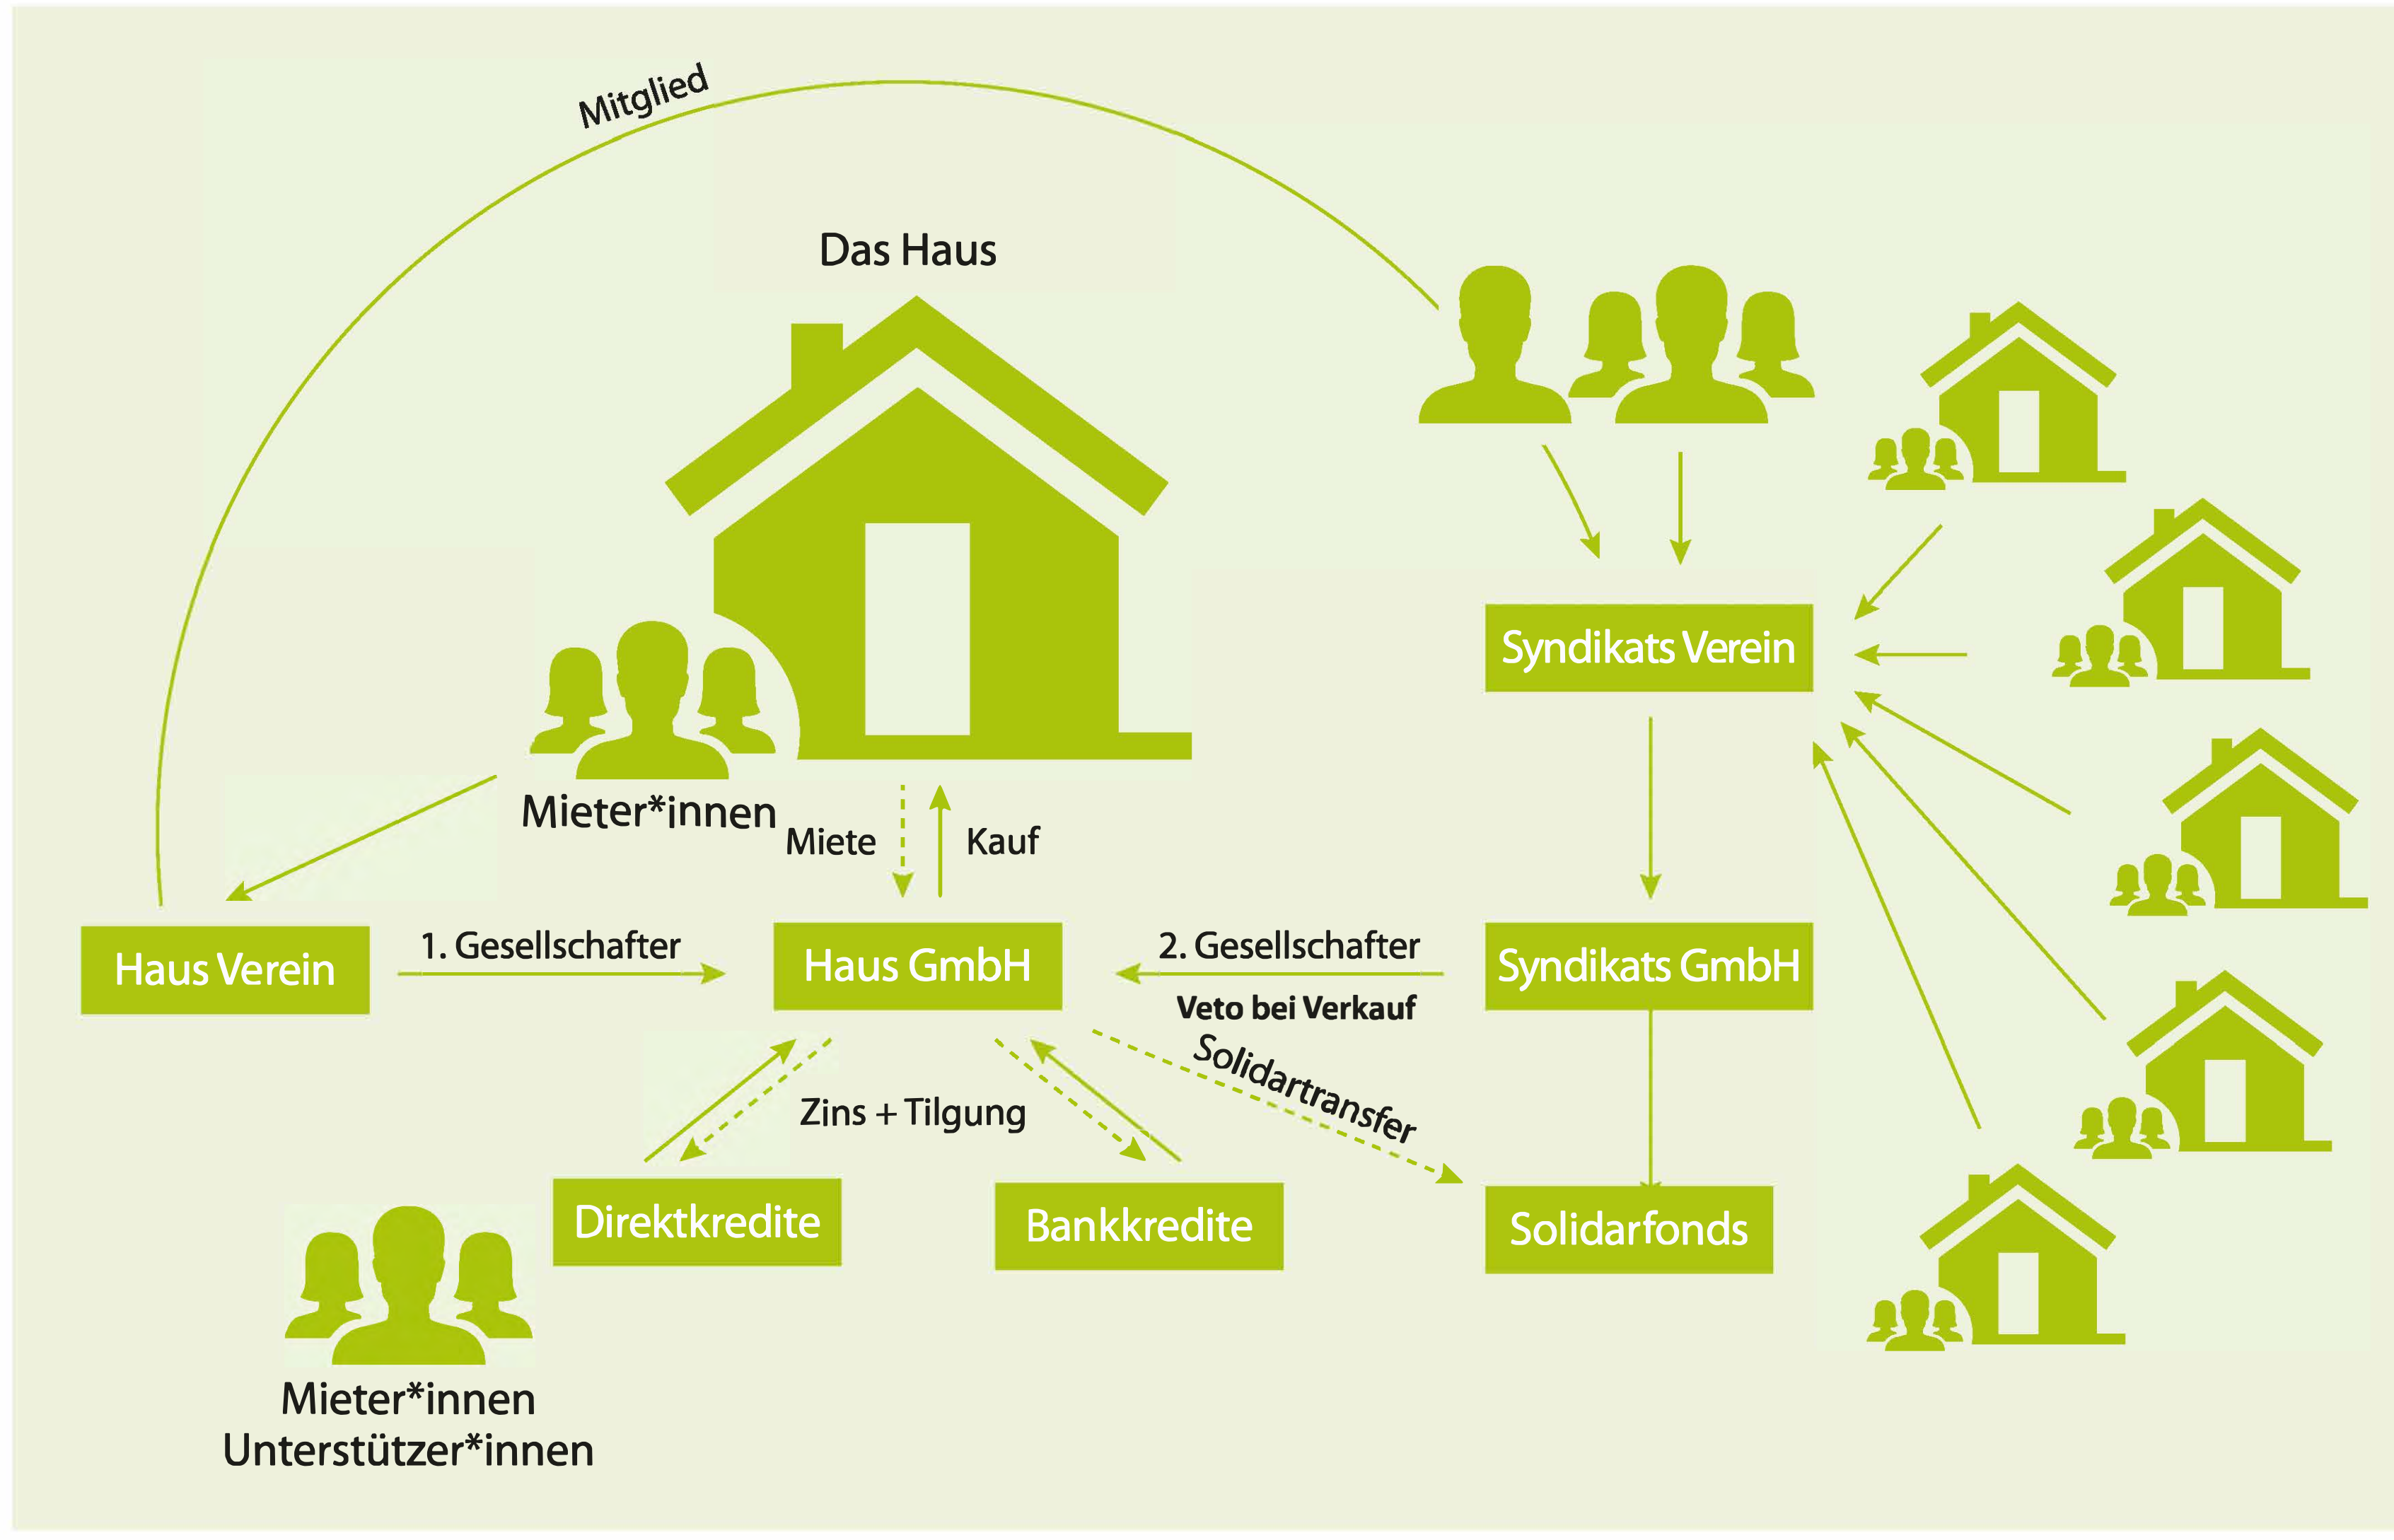 Mitglied
Das Haus
Syndikats Verein
Mieter*innen
Miete
Kauf
Haus Verein
1. Gesellschafter
Haus GmbH
2. Gesellschafter
Veto bei Verkauf
Syndikats GmbH
Solidartransfer
Zins + Tilgung
Direktkredite
Bankkredite
Solidarfonds
Mieter*innen
Unterstützer*innen